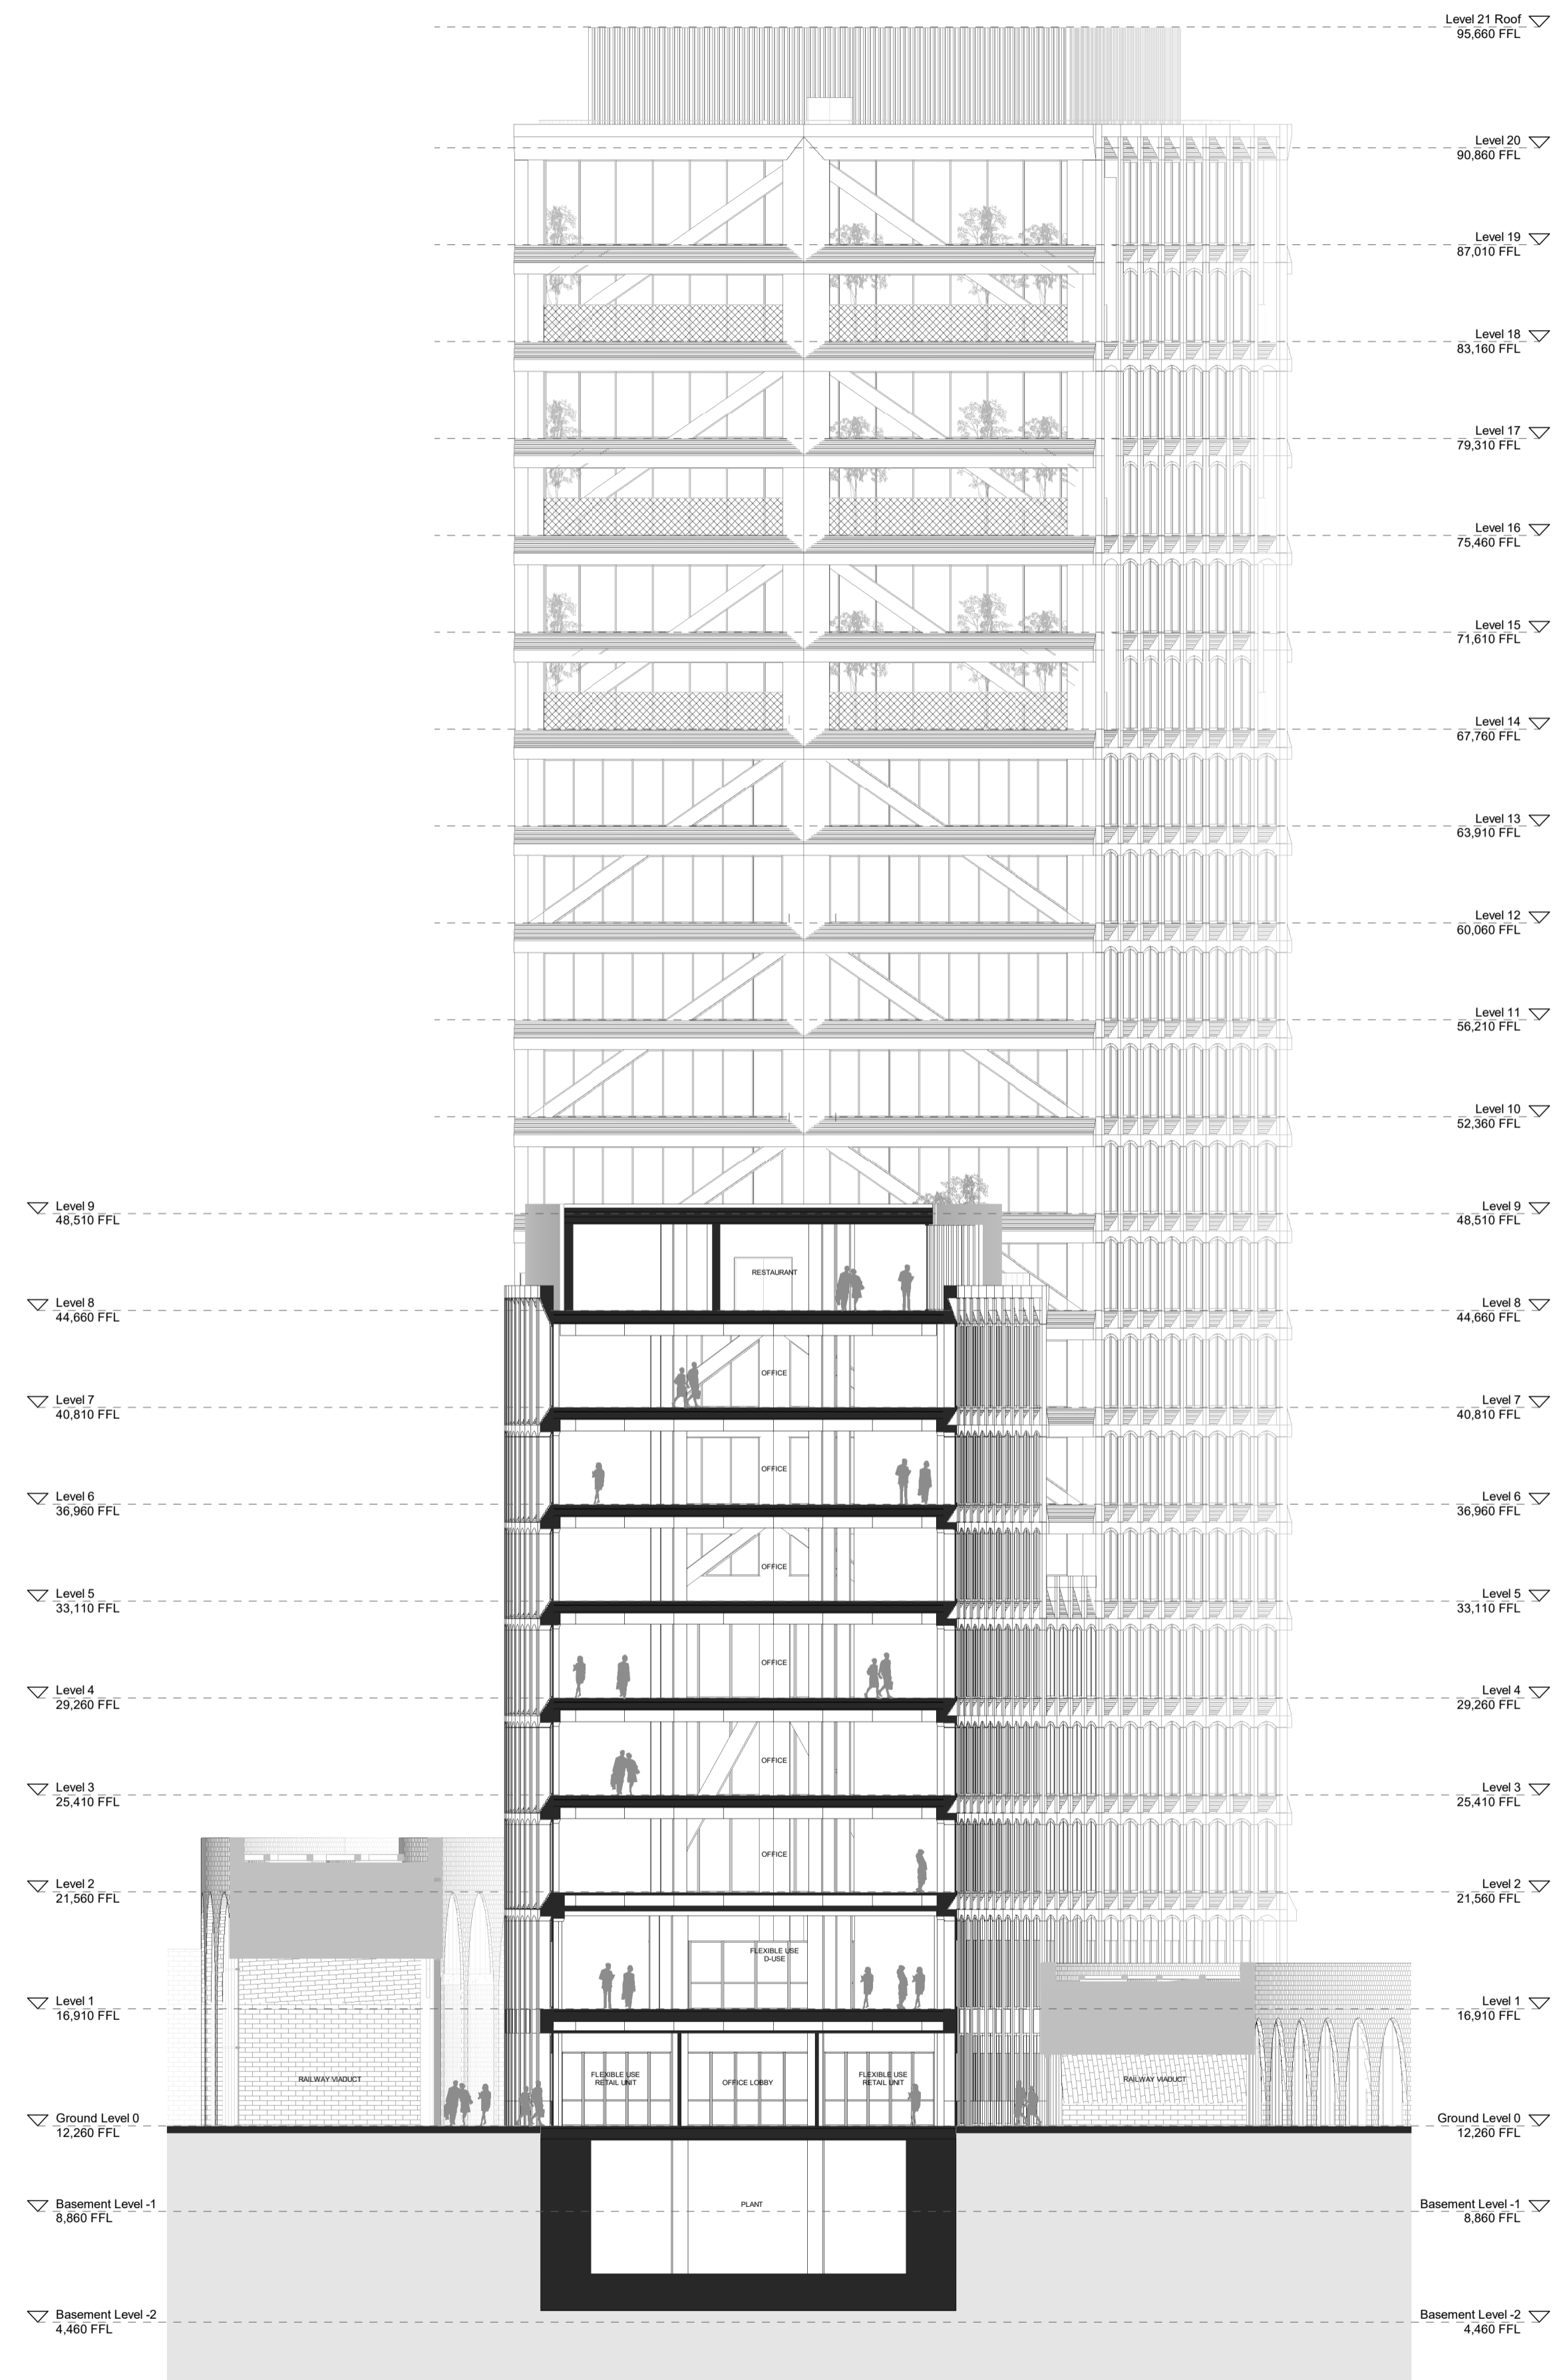 Level 21 Roof
95,660 FFL
Level 20
90,860 FFL
Level 19
87,010 FFL
Level 18
83,160 FFL
Level 17
79,310 FFL
Level 16
75,460 FFL
Level 15
71,610 FFL
Level 14
67,760 FFL
Level 13
63,910 FFL
Level 12
60,060 FFL
Level 11
56,210 FFL
Level 10
52,360 FFL
Level 9
48,510 FFL
Level 9
48,510 FFL
RESTAURANT
Level 8
44,660 FFL
Level 8
44,660 FFL
OFFICE
Level 7
40,810 FFL
Level 7
40,810 FFL
OFFICE
Level 6
36,960 FFL
Level 6
36,960 FFL
OFFICE
Level 5
33,110 FFL
Level 5
33,110 FFL
OFFICE
Level 4
29,260 FFL
Level 4
29,260 FFL
OFFICE
Level 3
25,410 FFL
Level 3
25,410 FFL
OFFICE
Level 2
21,560 FFL
Level 2
21,560 FFL
FLEXIBLE USE
D-USE
Level 1
16,910 FFL
Level 1
16,910 FFL
RAILWAY VIADUCT
FLEXIBLE USE
RETAIL UNIT
OFFICE LOBBY
FLEXIBLE USE
RETAIL UNIT
RAILWAY VIADUCT
Ground Level 0
12,260 FFL
Ground Level 0
12,260 FFL
PLANT
Basement Level -1
8,860 FFL
Basement Level -1
8,860 FFL
Basement Level -2
4,460 FFL
Basement Level -2
4,460 FFL